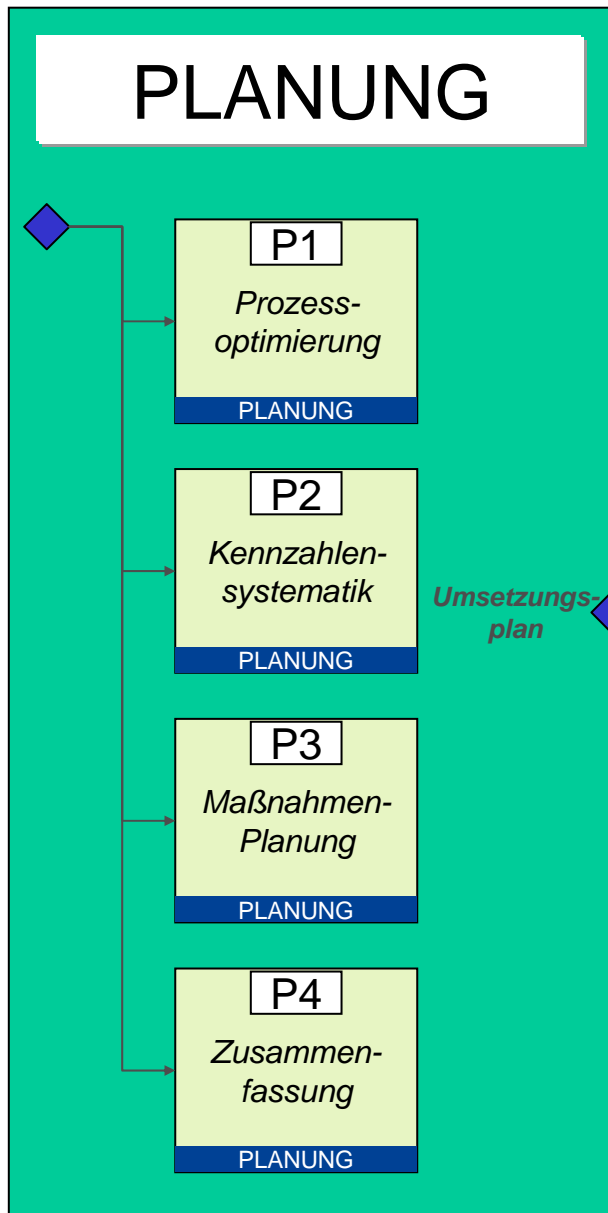 PLANUNG
P1
Prozess-
optimierung
PLANUNG
P2
Kennzahlen-
systematik
PLANUNG
Umsetzungs-
plan
P3
Maßnahmen-
Planung
PLANUNG
P4
Zusammen-
fassung
PLANUNG